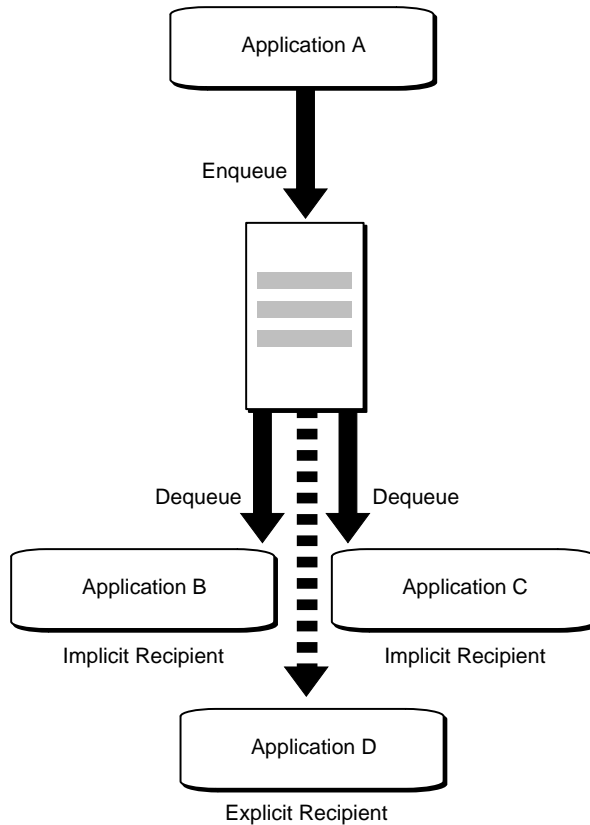 Application A
Enqueue
Dequeue
Dequeue
Application B
Application C
Implicit Recipient
Implicit Recipient
Application D
Explicit Recipient